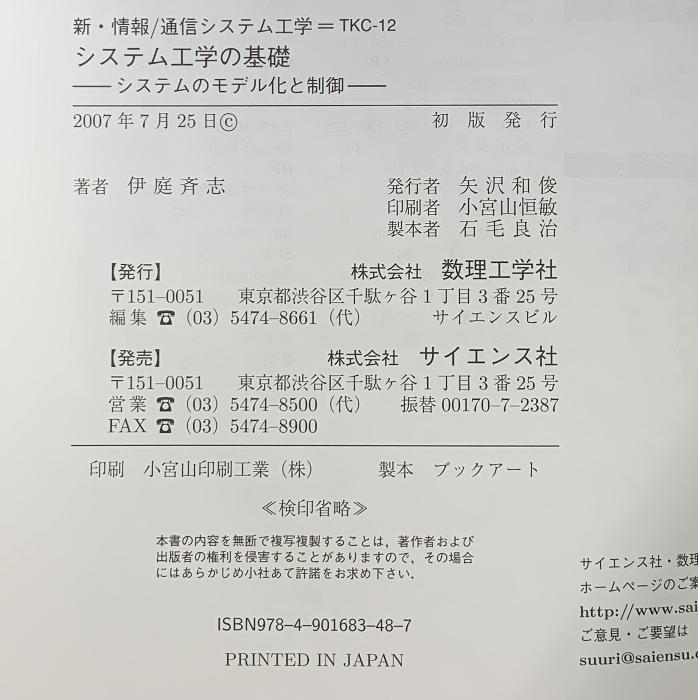 新・情報/通信システム工学＝TKC-12
システム工学の基礎
――システムのモデル化と制御――
2007年7月25日© 初版発行
著者 伊庭斉志 発行者 矢沢和俊
印刷者 小宮山恒敏
製本者 石毛良治
【発行】 株式会社 数理工学社
〒151–0051 東京都渋谷区千駄ヶ谷1丁目3番25号
編集☎(03)5474–8661(代) サイエンスビル
【発売】 株式会社 サイエンス社
〒151–0051 東京都渋谷区千駄ヶ谷1丁目3番25号
営業☎(03)5474–8500(代) 振替00170–7–2387
FAX☎(03)5474–8900
印刷 小宮山印刷工業(株) 製本 ブックアート
≪検印省略≫
本書の内容を無断で複写複製することは，著作者および
出版者の権利を侵害することがありますので，その場合
にはあらかじめ小社あて許諾をお求め下さい．
ISBN978–4–901683–48–7
PRINTED IN JAPAN
サイエンス社・数理
ホームページのご案
http://www.sai
ご意見・ご要望は
suuri@saiensu.c